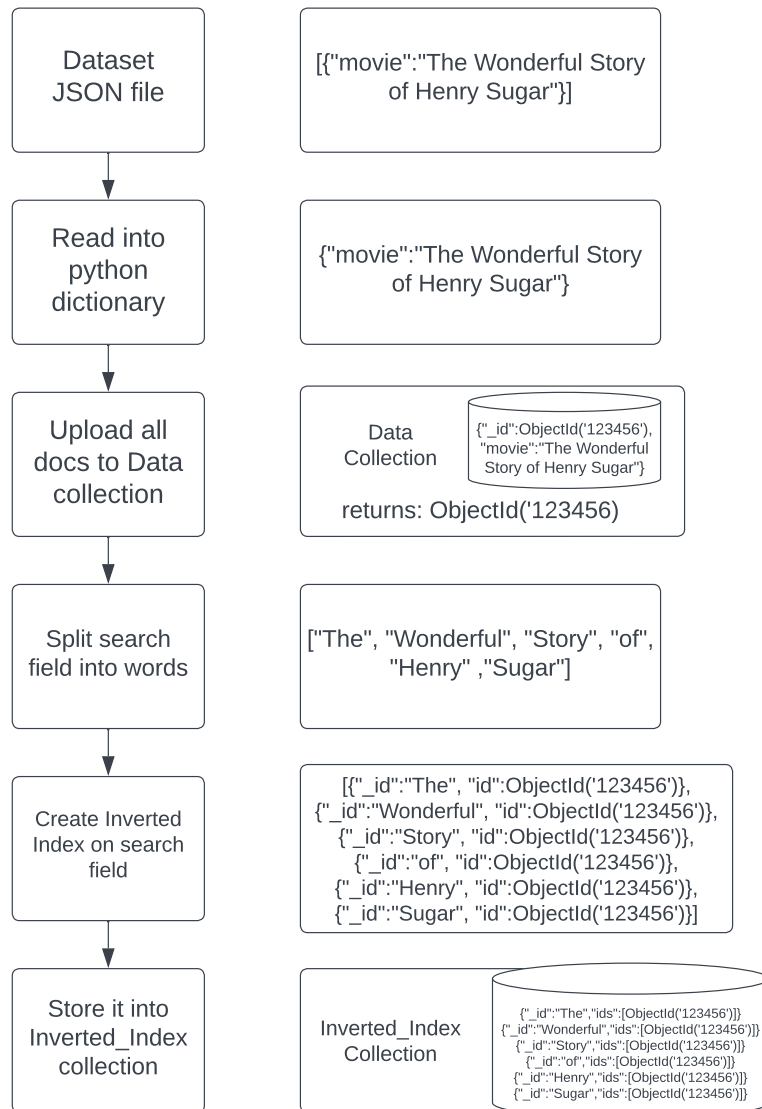 Dataset
JSON file
[{"movie":"The Wonderful Story
of Henry Sugar"}]
Read into
python
dictionary
{"movie":"The Wonderful Story
of Henry Sugar"}
Upload all
docs to Data
collection
Data
Collection
{"_id":ObjectId('123456'),
"movie":"The Wonderful
Story of Henry Sugar"}
returns: ObjectId('123456)
Split search
field into words
["The", "Wonderful", "Story", "of",
"Henry" ,"Sugar"]
Create Inverted
Index on search
field
[{"_id":"The", "id":ObjectId('123456')},
{"_id":"Wonderful", "id":ObjectId('123456')},
{"_id":"Story", "id":ObjectId('123456')},
{"_id":"of", "id":ObjectId('123456')},
{"_id":"Henry", "id":ObjectId('123456')},
{"_id":"Sugar", "id":ObjectId('123456')}]
Store it into
Inverted_Index
collection
Inverted_Index
Collection
{"_id":"The","ids":[ObjectId('123456')]}
{"_id":"Wonderful","ids":[ObjectId('123456')]}
{"_id":"Story","ids":[ObjectId('123456')]}
{"_id":"of","ids":[ObjectId('123456')]}
{"_id":"Henry","ids":[ObjectId('123456')]}
{"_id":"Sugar","ids":[ObjectId('123456')]}